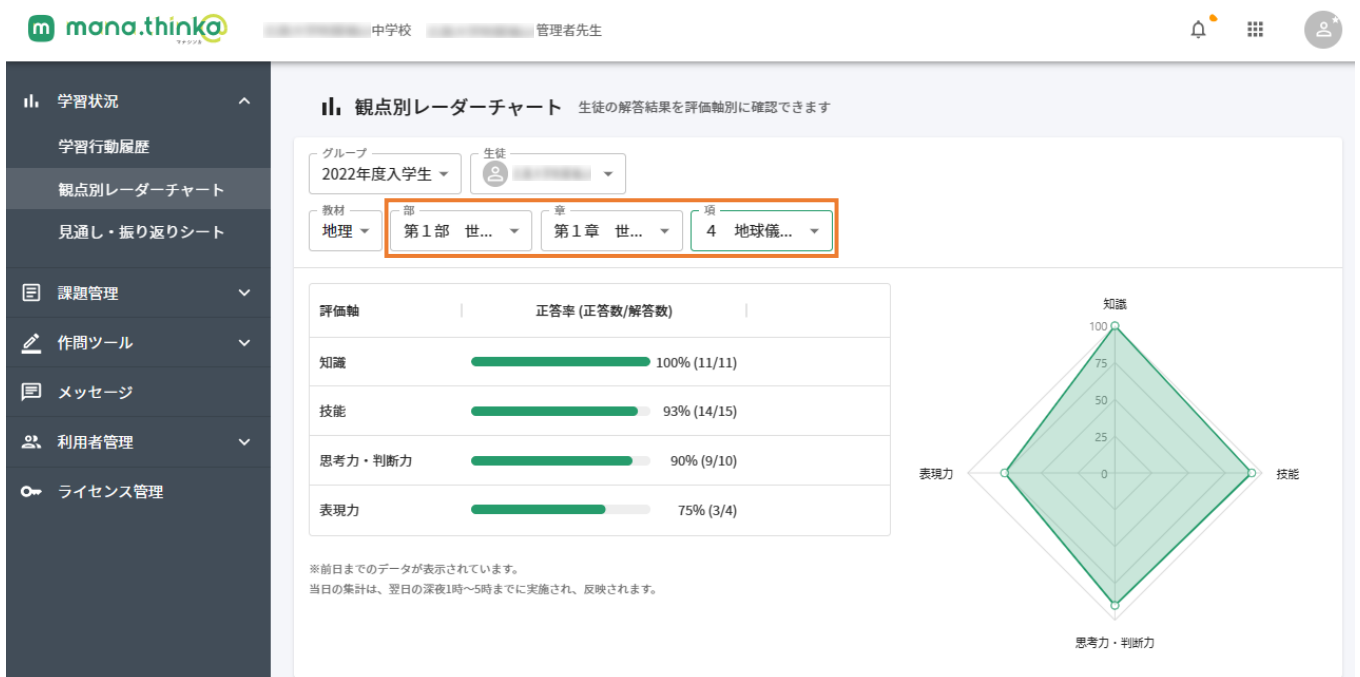 m mana.thinka マナシンカ 中学校 管理者先生
学習状況
学習行動履歴
観点別レーダーチャート
見通し・振り返りシート
課題管理
作問ツール
メッセージ
利用者管理
ライセンス管理
観点別レーダーチャート 生徒の解答結果を評価軸別に確認できます
グループ 生徒
2022年度入学生
教材 部 章 項
地理 第１部 世... 第１章 世... ４ 地球儀...
評価軸 正答率 (正答数/解答数)
知識 100% (11/11)
技能 93% (14/15)
思考力・判断力 90% (9/10)
表現力 75% (3/4)
※前日までのデータが表示されています。
当日の集計は、翌日の深夜1時～5時までに実施され、反映されます。
知識
100
75
50
25
0
表現力 技能
思考力・判断力